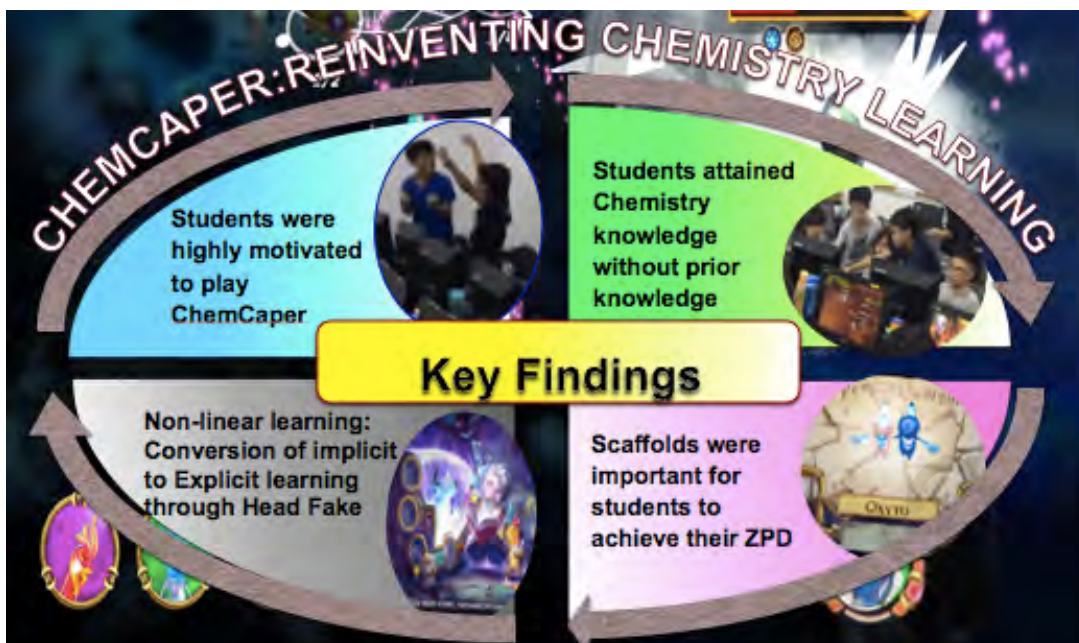 CHEMCAPER:REINVENTING CHEMISTRY LEARNING
Students were
highly motivated
to play
ChemCaper
Students attained
Chemistry
knowledge
without prior
knowledge
Key Findings
Non-linear learning:
Conversion of implicit
to Explicit learning
through Head Fake
Scaffolds were
important for
students to
achieve their ZPD